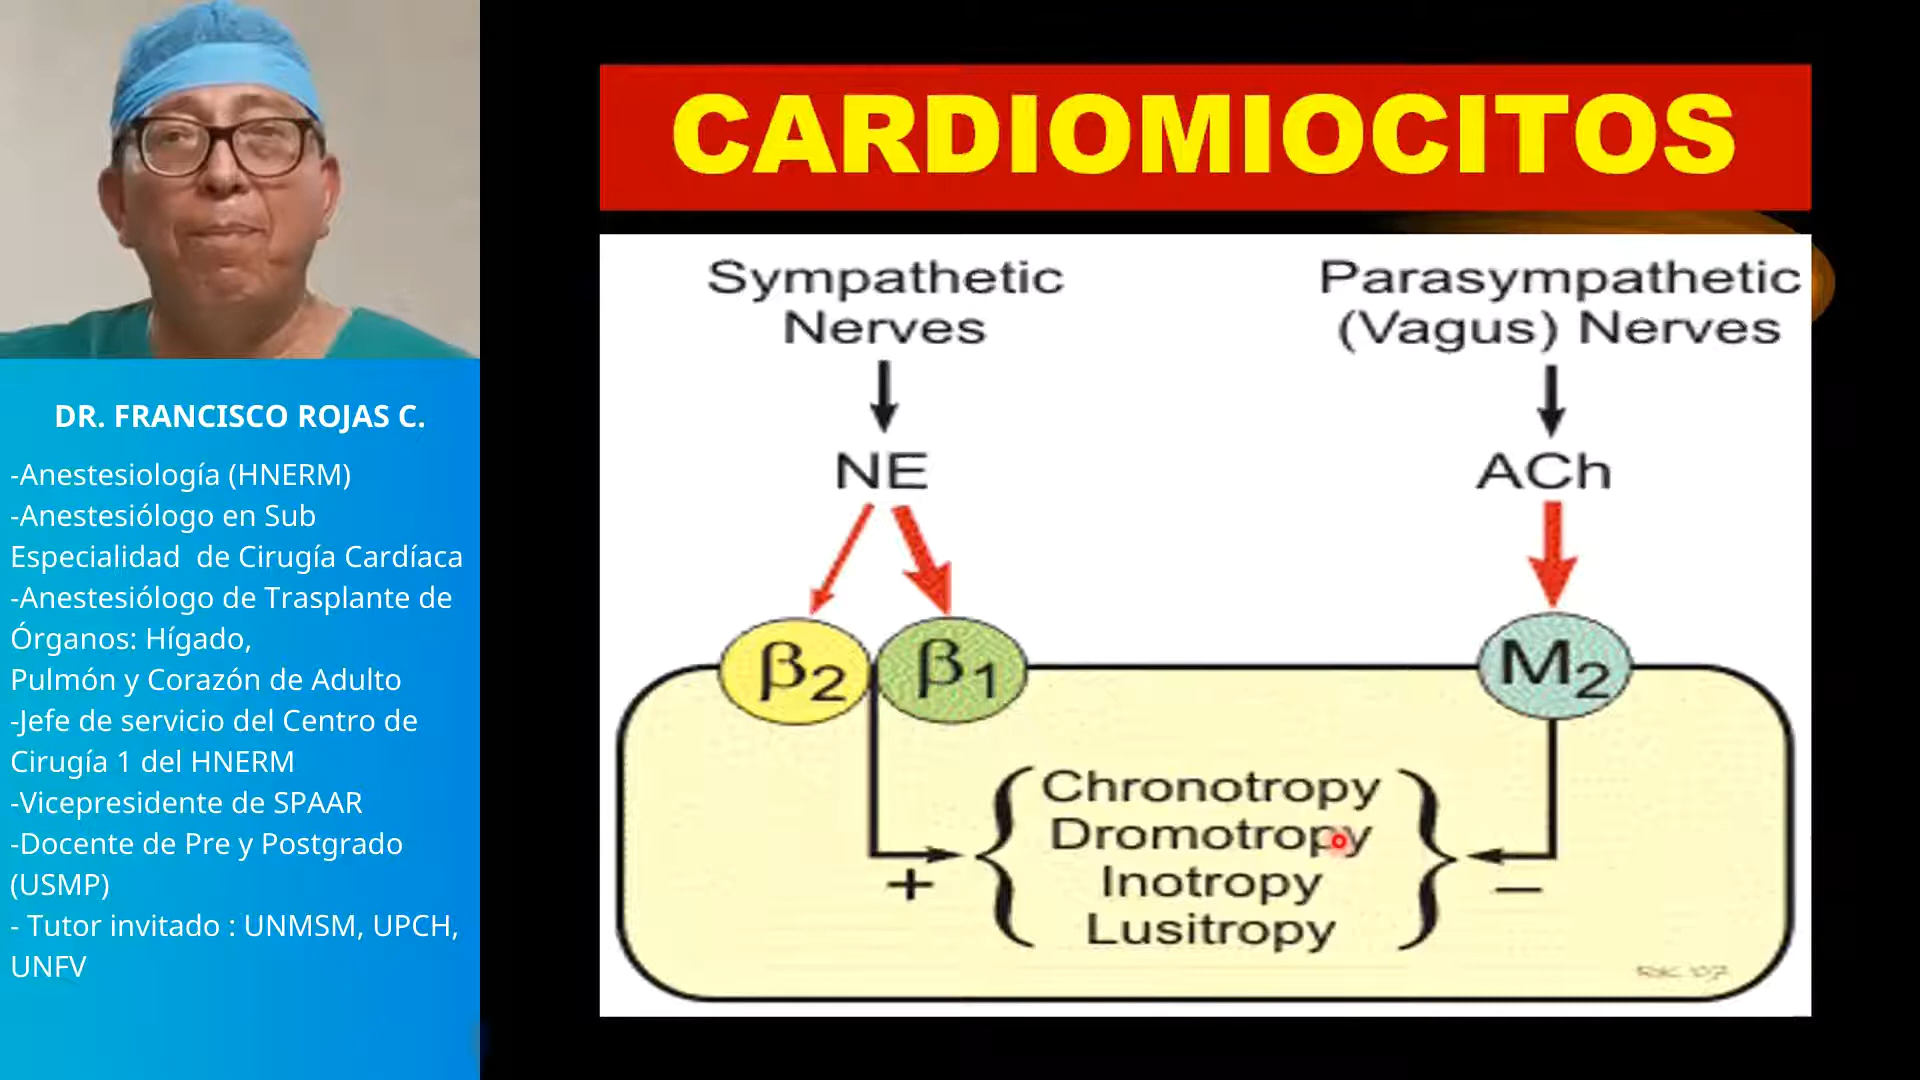 DR. FRANCISCO ROJAS C.
-Anestesiología (HNERM)
-Anestesiólogo en Sub
Especialidad de Cirugía Cardíaca
-Anestesiólogo de Trasplante de
Órganos: Hígado,
Pulmón y Corazón de Adulto
-Jefe de servicio del Centro de
Cirugía 1 del HNERM
-Vicepresidente de SPAAR
-Docente de Pre y Postgrado
(USMP)
- Tutor invitado : UNMSM, UPCH,
UNFV
CARDIOMIOCITOS
Sympathetic
Nerves
Parasympathetic
(Vagus) Nerves
NE
ACh
β₂
β₁
M₂
Chronotropy
Dromotropy
Inotropy
Lusitropy
+
–